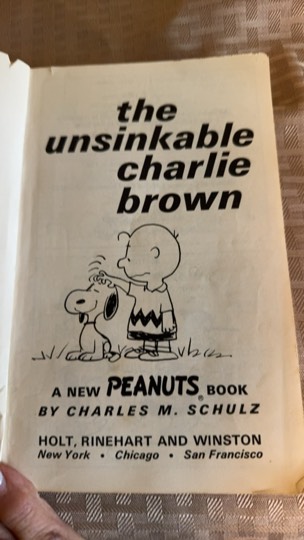 the
unsinkable
charlie
brown
A NEW PEANUTS® BOOK
BY CHARLES M. SCHULZ
HOLT, RINEHART AND WINSTON
New York • Chicago • San Francisco